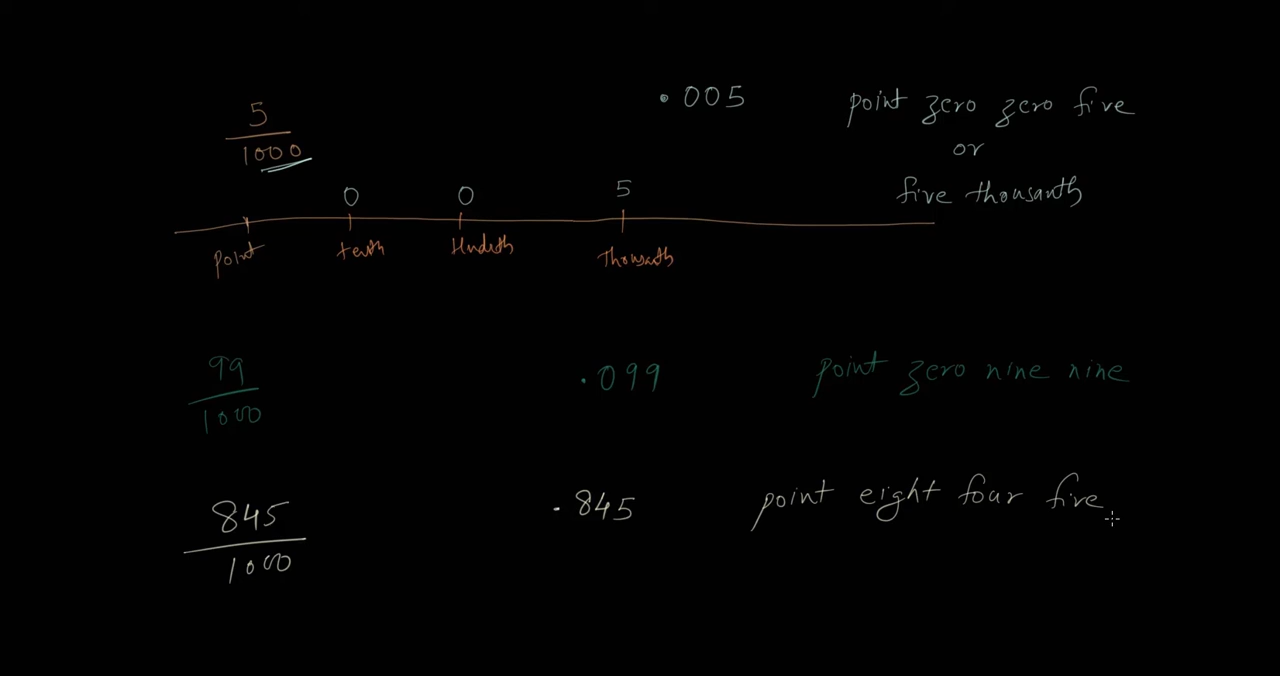 5
1000
.005
point zero zero five
or
five thousanth
0 0 5
point tenth Hundeth Thousanth
99
1000
.099
point zero nine nine
845
1000
.845
point eight four five